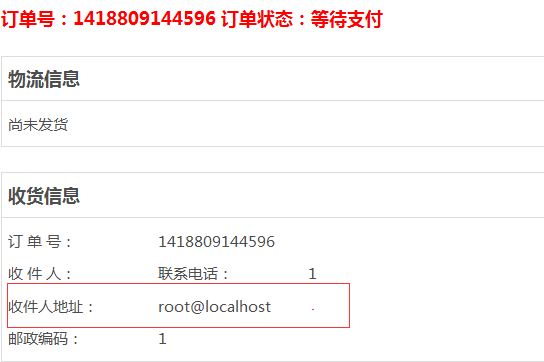 订单号：1418809144596 订单状态：等待支付
物流信息
尚未发货
收货信息
订 单 号： 1418809144596
收 件 人： 联系电话： 1
收件人地址： root@localhost .
邮政编码： 1